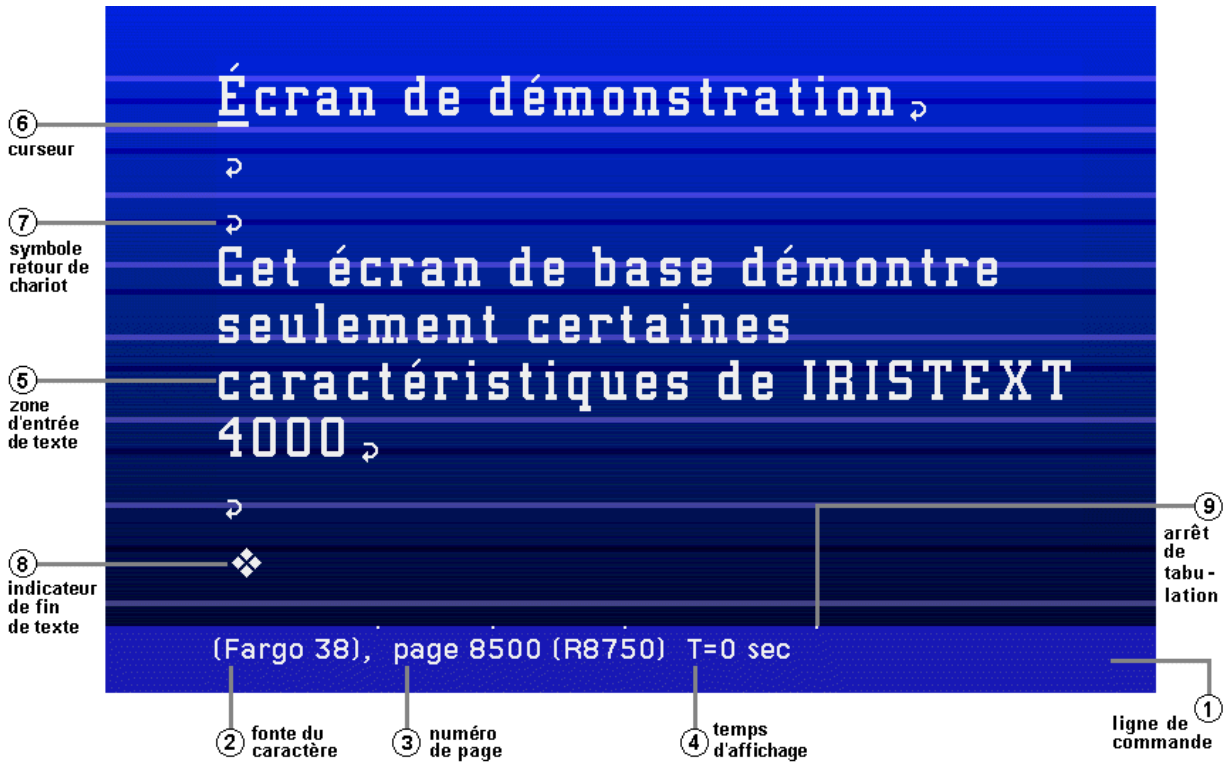 Écran de démonstration
6
curseur
7
symbole
retour de
chariot
Cet écran de base démontre
seulement certaines
caractéristiques de IRISTEXT
4000
5
zone
d'entrée
de texte
9
arrêt
de
tabu -
lation
8
indicateur
de fin
de texte
(Fargo 38), page 8500 (R8750) T=0 sec
2 fonte du
caractère
3 numéro
de page
4 temps
d'affichage
1
ligne de
commande